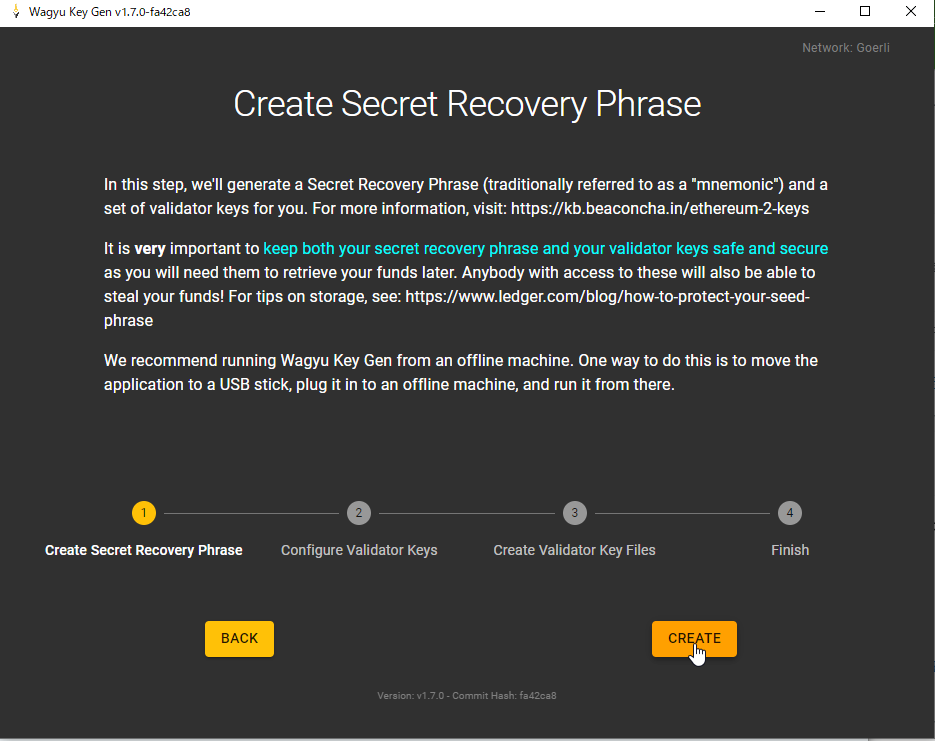 Wagyu Key Gen v1.7.0-fa42ca8
Network: Goerli
Create Secret Recovery Phrase
In this step, we'll generate a Secret Recovery Phrase (traditionally referred to as a "mnemonic") and a
set of validator keys for you. For more information, visit: https://kb.beaconcha.in/ethereum-2-keys
It is very important to keep both your secret recovery phrase and your validator keys safe and secure
as you will need them to retrieve your funds later. Anybody with access to these will also be able to
steal your funds! For tips on storage, see: https://www.ledger.com/blog/how-to-protect-your-seed-
phrase
We recommend running Wagyu Key Gen from an offline machine. One way to do this is to move the
application to a USB stick, plug it in to an offline machine, and run it from there.
1 2 3 4
Create Secret Recovery Phrase Configure Validator Keys Create Validator Key Files Finish
BACK CREATE
Version: v1.7.0 - Commit Hash: fa42ca8